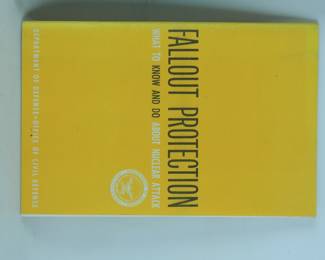 FALLOUT PROTECTION
WHAT TO KNOW AND DO ABOUT NUCLEAR ATTACK
DEPARTMENT OF DEFENSE • OFFICE OF CIVIL DEFENSE